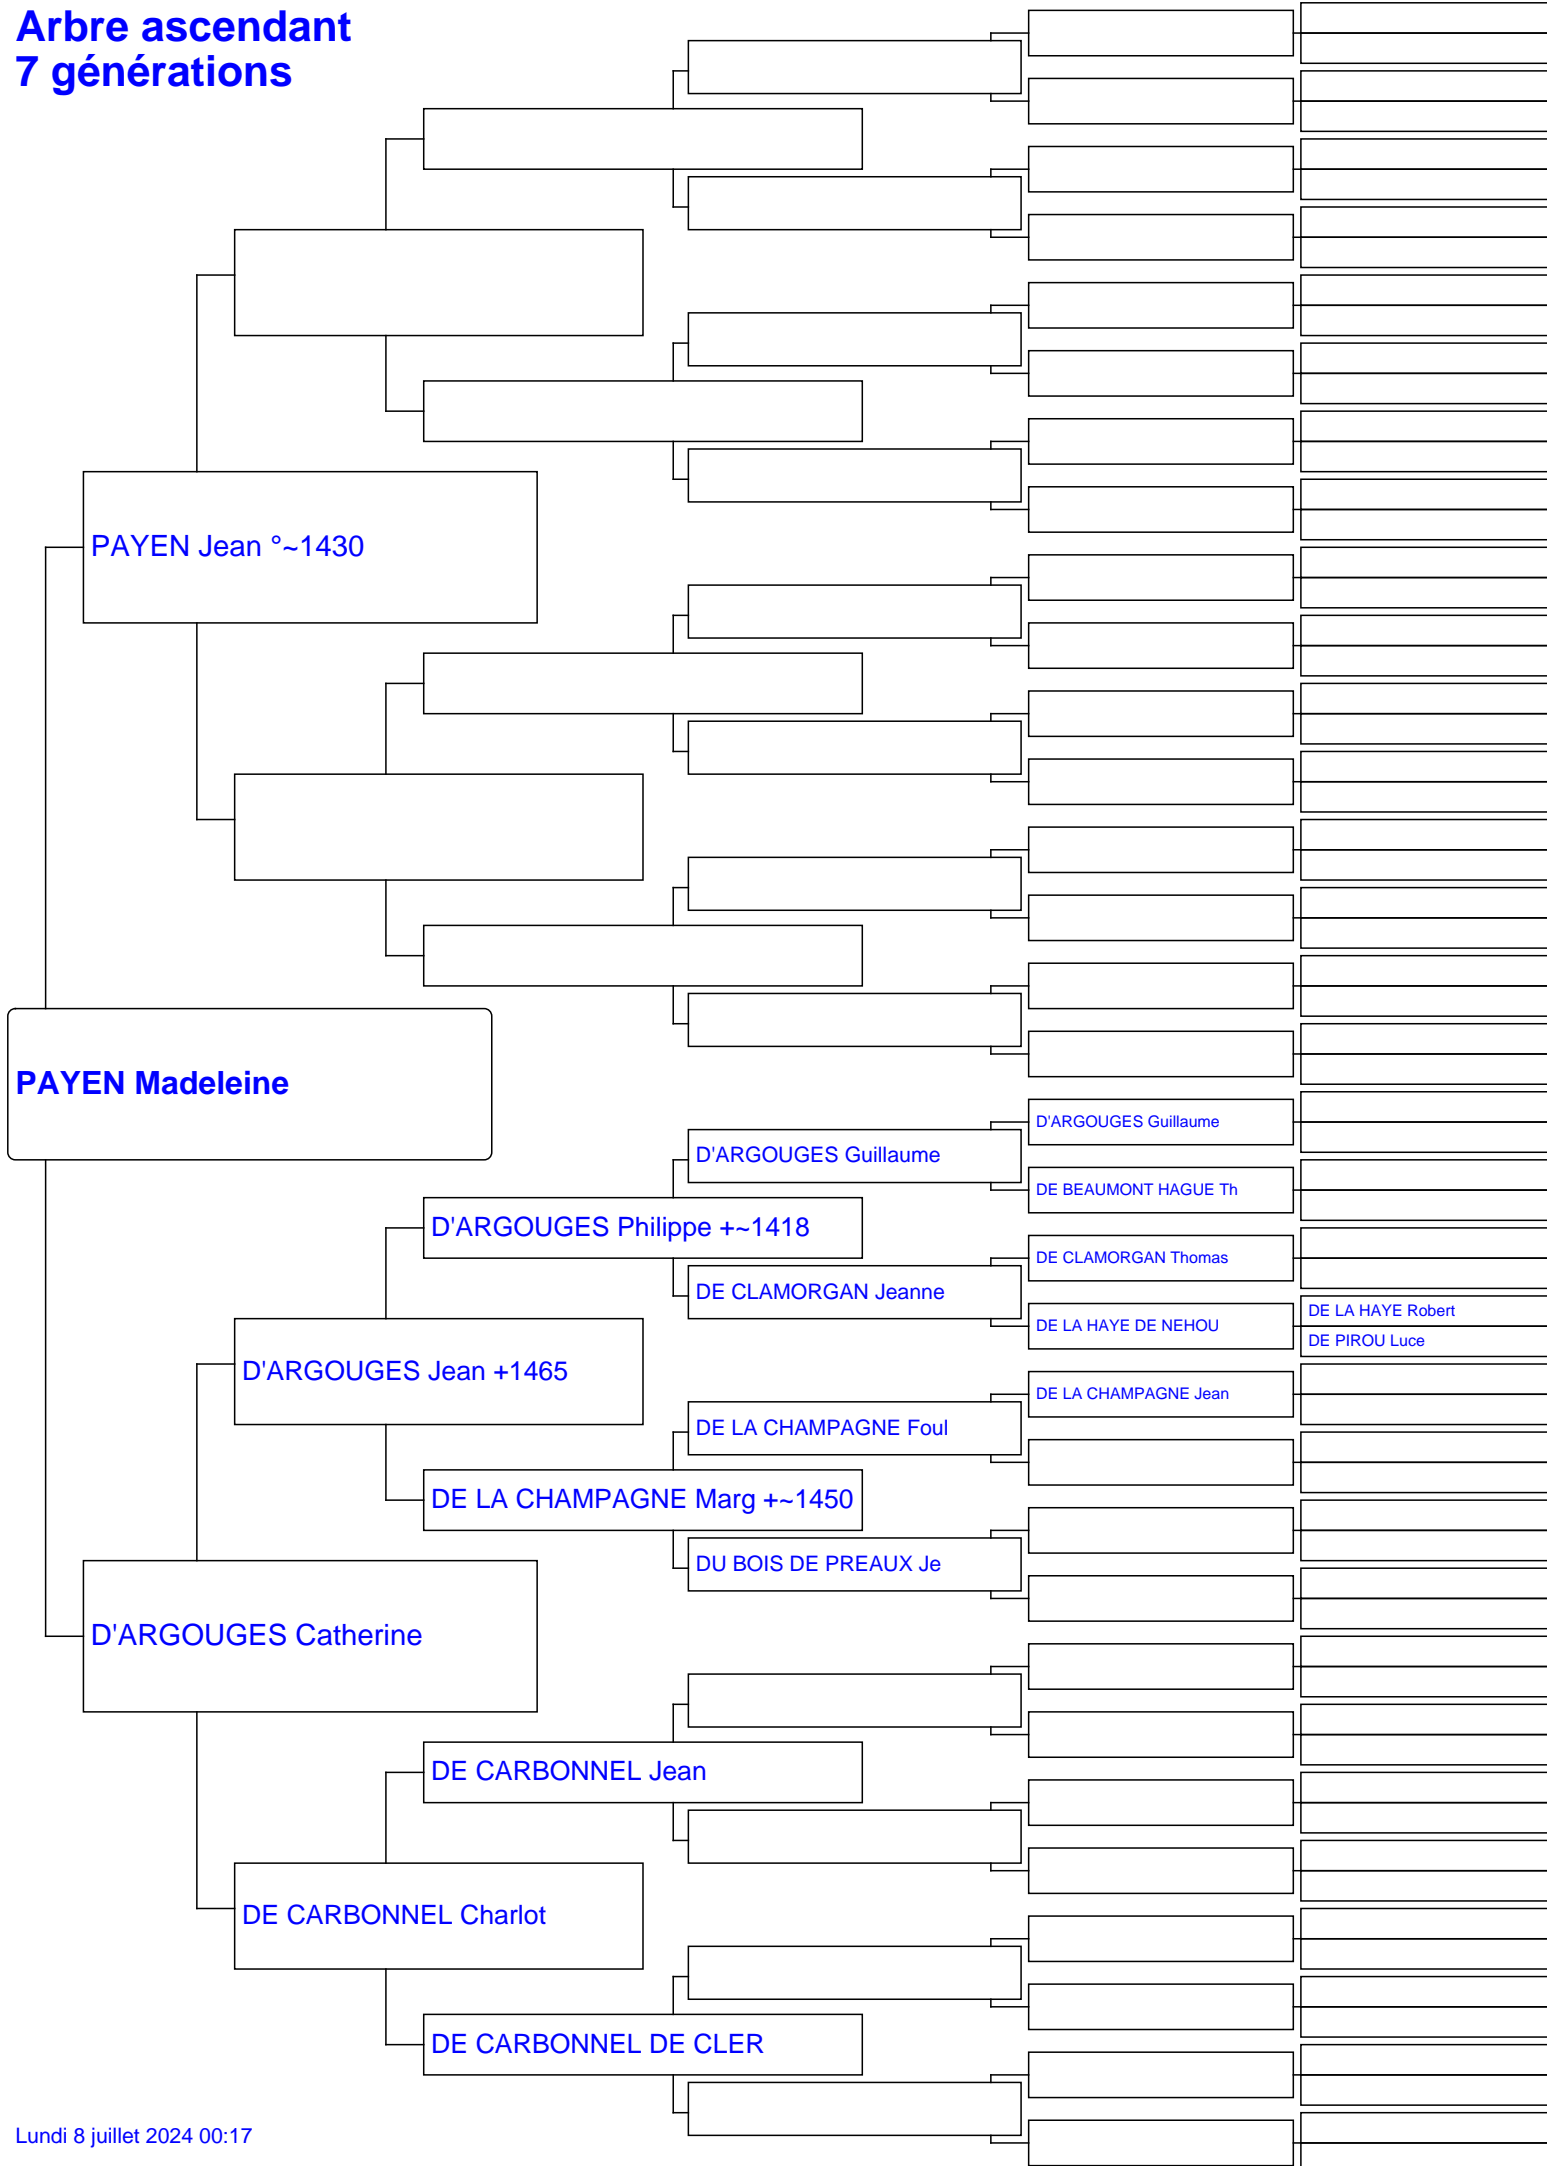 Arbre ascendant
7 générations
PAYEN Jean °~1430
PAYEN Madeleine
D'ARGOUGES Guillaume
D'ARGOUGES Guillaume
DE BEAUMONT HAGUE Th
D'ARGOUGES Philippe +~1418
DE CLAMORGAN Thomas
DE CLAMORGAN Jeanne
DE LA HAYE DE NEHOU
DE LA HAYE Robert
DE PIROU Luce
D'ARGOUGES Jean +1465
DE LA CHAMPAGNE Jean
DE LA CHAMPAGNE Foul
DE LA CHAMPAGNE Marg +~1450
DU BOIS DE PREAUX Je
D'ARGOUGES Catherine
DE CARBONNEL Jean
DE CARBONNEL Charlot
DE CARBONNEL DE CLER
Lundi 8 juillet 2024 00:17